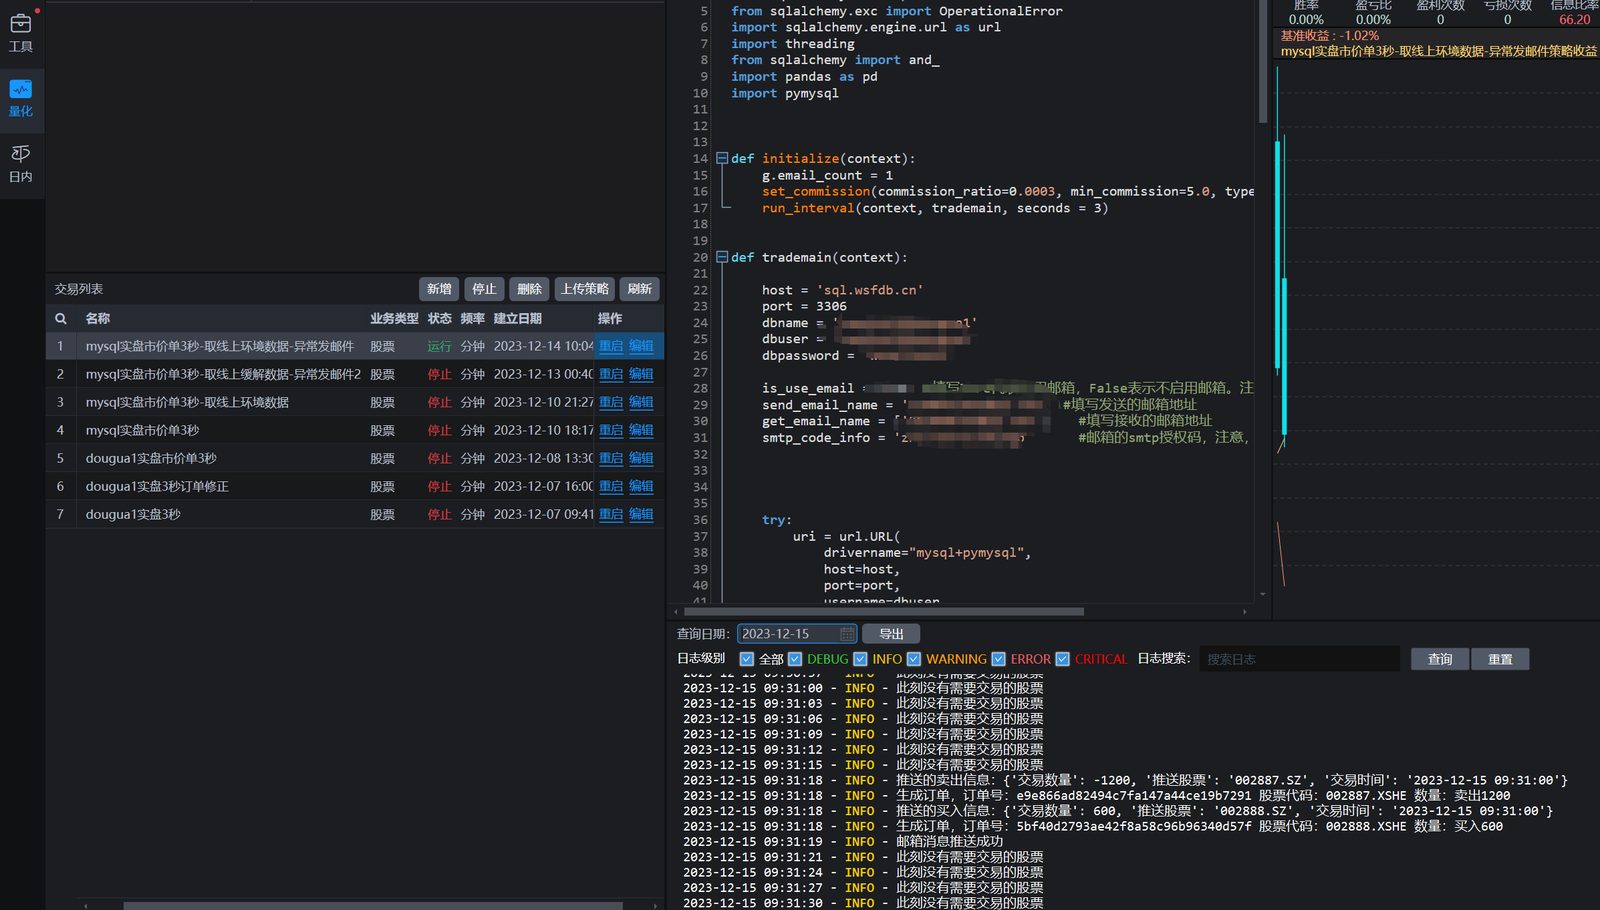 工具
量化
日内
交易列表
新增 停止 删除 上传策略 刷新
名称 业务类型 状态 频率 建立日期 操作
1 mysql实盘市价单3秒-取线上环境数据-异常发邮件 股票 运行 分钟 2023-12-14 10:04 重启 编辑
2 mysql实盘市价单3秒-取线上缓解数据-异常发邮件2 股票 停止 分钟 2023-12-13 00:40 重启 编辑
3 mysql实盘市价单3秒-取线上环境数据 股票 停止 分钟 2023-12-10 21:27 重启 编辑
4 mysql实盘市价单3秒 股票 停止 分钟 2023-12-10 18:17 重启 编辑
5 dougua1实盘市价单3秒 股票 停止 分钟 2023-12-08 13:30 重启 编辑
6 dougua1实盘3秒订单修正 股票 停止 分钟 2023-12-07 16:00 重启 编辑
7 dougua1实盘3秒 股票 停止 分钟 2023-12-07 09:41 重启 编辑
5 from sqlalchemy.exc import OperationalError
6 import sqlalchemy.engine.url as url
7 import threading
8 from sqlalchemy import and_
9 import pandas as pd
10 import pymysql
11
12
13
14 def initialize(context):
15 g.email_count = 1
16 set_commission(commission_ratio=0.0003, min_commission=5.0, type
17 run_interval(context, trademain, seconds = 3)
18
19
20 def trademain(context):
21
22 host = 'sql.wsfdb.cn'
23 port = 3306
24 dbname = '
25 dbuser =
26 dbpassword =
27
28 is_use_email = 邮箱，False表示不启用邮箱。注
29 send_email_name = ' #填写发送的邮箱地址
30 get_email_name = [' #填写接收的邮箱地址
31 smtp_code_info = 'z #邮箱的smtp授权码，注意，
32
33
34
35
36 try:
37 uri = url.URL(
38 drivername="mysql+pymysql",
39 host=host,
40 port=port,
41 username=dbuser
胜率 盈亏比 盈利次数 亏损次数 信息比率
0.00% 0.00% 0 0 66.20
基准收益 : -1.02%
mysql实盘市价单3秒-取线上环境数据-异常发邮件策略收益
查询日期: 2023-12-15 导出
日志级别 全部 DEBUG INFO WARNING ERROR CRITICAL 日志搜索: 搜索日志 查询 重置
2023-12-15 09:30:57 - INFO - 此刻没有需要交易的股票
2023-12-15 09:31:00 - INFO - 此刻没有需要交易的股票
2023-12-15 09:31:03 - INFO - 此刻没有需要交易的股票
2023-12-15 09:31:06 - INFO - 此刻没有需要交易的股票
2023-12-15 09:31:09 - INFO - 此刻没有需要交易的股票
2023-12-15 09:31:12 - INFO - 此刻没有需要交易的股票
2023-12-15 09:31:15 - INFO - 此刻没有需要交易的股票
2023-12-15 09:31:18 - INFO - 推送的卖出信息: {'交易数量': -1200, '推送股票': '002887.SZ', '交易时间': '2023-12-15 09:31:00'}
2023-12-15 09:31:18 - INFO - 生成订单, 订单号: e9e866ad82494c7fa147a44ce19b7291 股票代码: 002887.XSHE 数量: 卖出1200
2023-12-15 09:31:18 - INFO - 推送的买入信息: {'交易数量': 600, '推送股票': '002888.SZ', '交易时间': '2023-12-15 09:31:00'}
2023-12-15 09:31:18 - INFO - 生成订单, 订单号: 5bf40d2793ae42f8a58c96b96340d57f 股票代码: 002888.XSHE 数量: 买入600
2023-12-15 09:31:19 - INFO - 邮箱消息推送成功
2023-12-15 09:31:21 - INFO - 此刻没有需要交易的股票
2023-12-15 09:31:24 - INFO - 此刻没有需要交易的股票
2023-12-15 09:31:27 - INFO - 此刻没有需要交易的股票
2023-12-15 09:31:30 - INFO - 此刻没有需要交易的股票